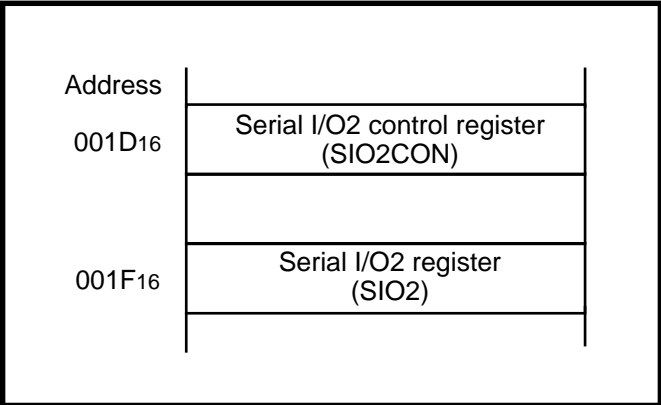 Address
001D16
Serial I/O2 control register
(SIO2CON)
001F16
Serial I/O2 register
(SIO2)